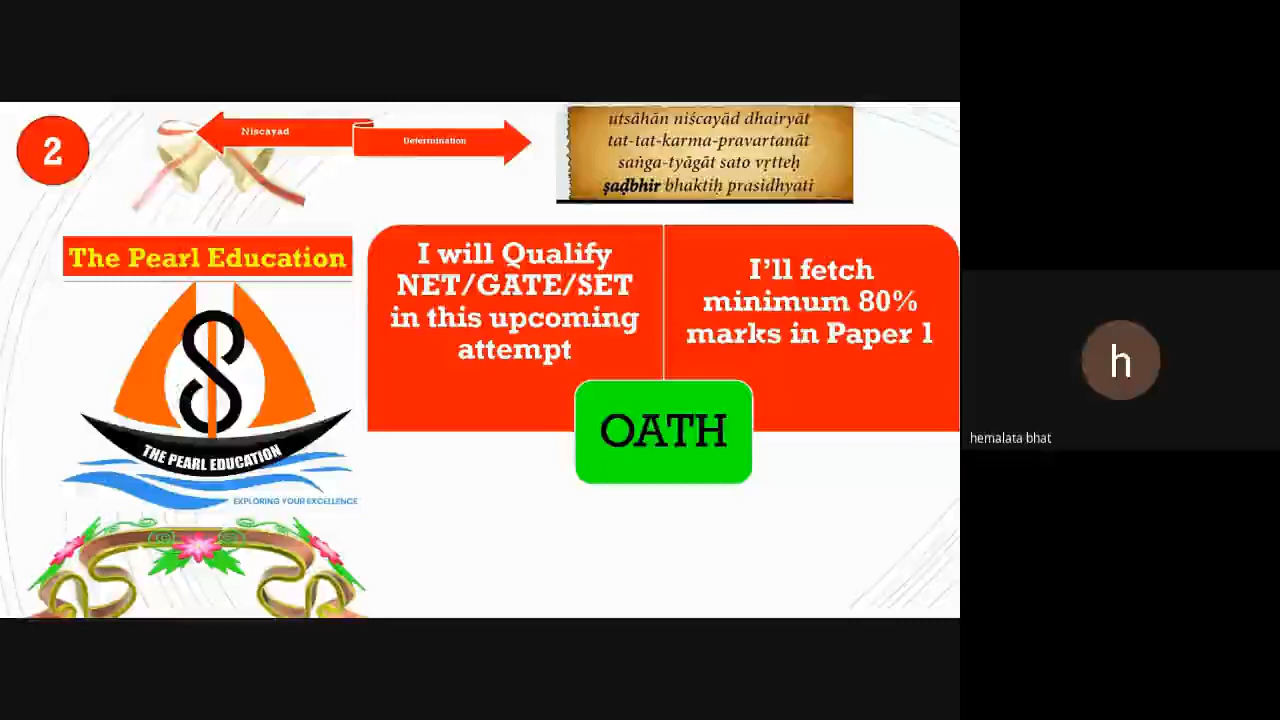 2
Niscayad
Determination
utsāhān niścayād dhairyāt
tat-tat-karma-pravartanāt
saṅga-tyāgāt sato vṛtteḥ
ṣaḍbhir bhaktiḥ prasidhyati
The Pearl Education
THE PEARL EDUCATION
EXPLORING YOUR EXCELLENCE
I will Qualify
NET/GATE/SET
in this upcoming
attempt
I'll fetch
minimum 80%
marks in Paper 1
OATH
h
hemalata bhat